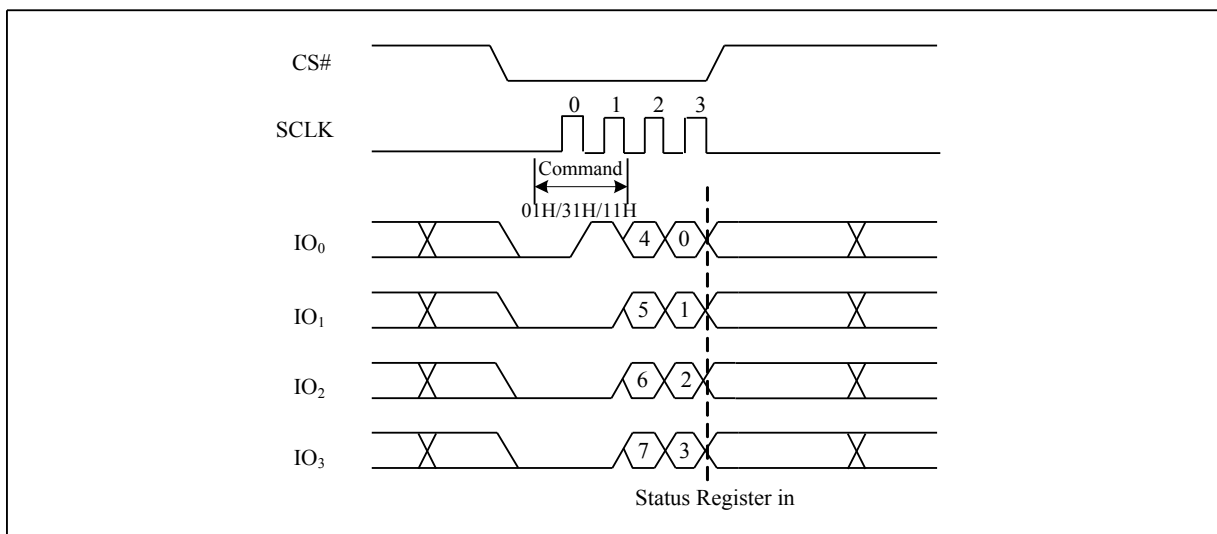 CS#
0 1 2 3
SCLK
Command
01H/31H/11H
IO₀ 4 0
IO₁ 5 1
IO₂ 6 2
IO₃ 7 3
Status Register in